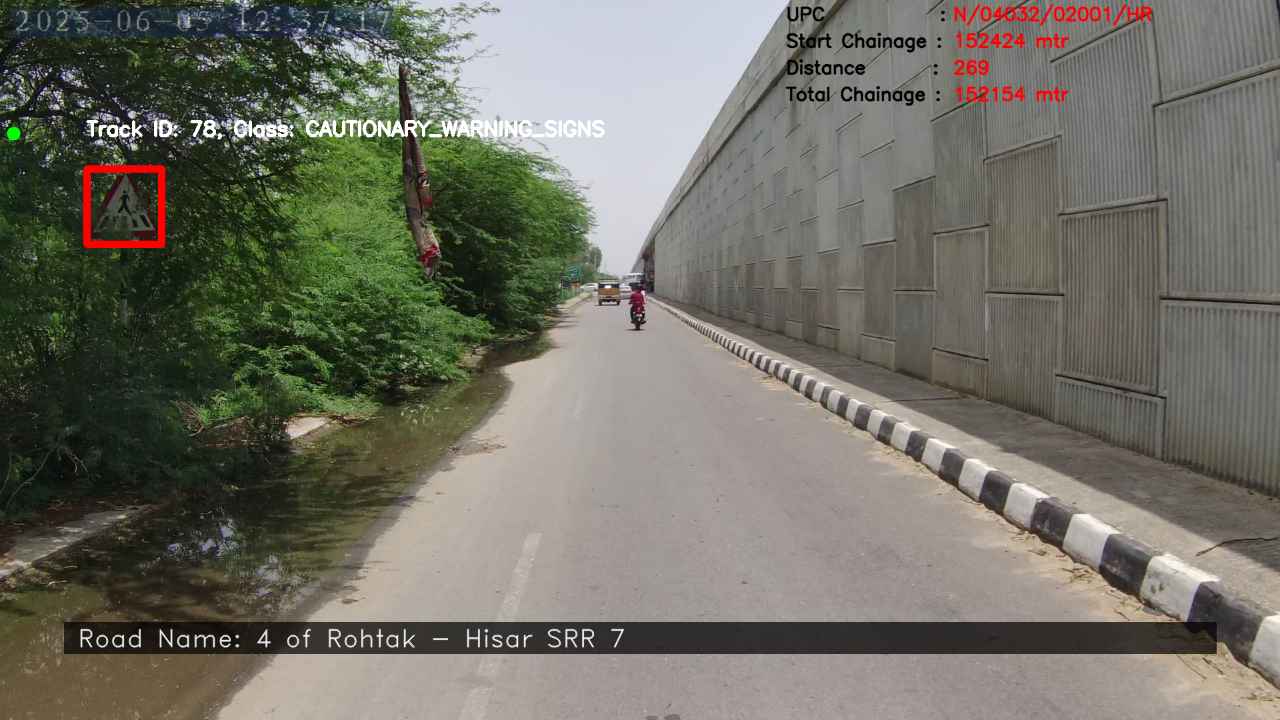 2025-06-05 12:37:17
UPC : N/04032/02001/HR
Start Chainage : 152424 mtr
Distance : 269
Total Chainage : 152154 mtr
Track ID: 78, Class: CAUTIONARY_WARNING_SIGNS
Road Name: 4 of Rohtak - Hisar SRR 7